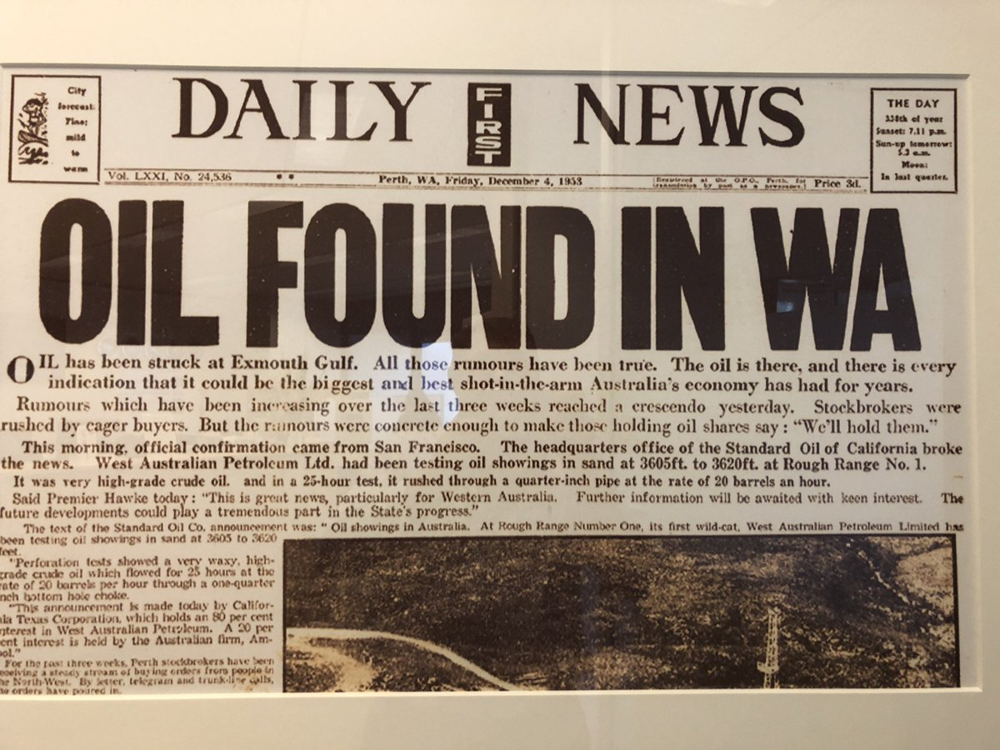 City
forecast:
Fine;
mild
to
warm
DAILY FIRST NEWS
THE DAY
338th of year
Sunset: 7.11 p.m.
Sun-up tomorrow:
5.3 a.m.
Moon:
In last quarter.
Vol. LXXI, No. 24,536
Perth, WA, Friday, December 4, 1953
[Registered at the G.P.O., Perth, for
transmission by post as a newspaper.]
Price 3d.
OIL FOUND IN WA
OIL has been struck at Exmouth Gulf. All those rumours have been true. The oil is there, and there is every
indication that it could be the biggest and best shot-in-the-arm Australia's economy has had for years.
Rumours which have been increasing over the last three weeks reached a crescendo yesterday. Stockbrokers were
rushed by eager buyers. But the rumours were concrete enough to make those holding oil shares say: "We'll hold them."
This morning, official confirmation came from San Francisco. The headquarters office of the Standard Oil of California broke
the news. West Australian Petroleum Ltd. had been testing oil showings in sand at 3605ft. to 3620ft. at Rough Range No. 1.
It was very high-grade crude oil, and in a 25-hour test, it rushed through a quarter-inch pipe at the rate of 20 barrels an hour.
Said Premier Hawke today: "This is great news, particularly for Western Australia. Further information will be awaited with keen interest. The
future developments could play a tremendous part in the State's progress."
The text of the Standard Oil Co. announcement was: "Oil showings in Australia. At Rough Range Number One, its first wild-cat, West Australian Petroleum Limited has
been testing oil showings in sand at 3605 to 3620
feet.
"Perforation tests showed a very waxy, high-
grade crude oil which flowed for 25 hours at the
rate of 20 barrels per hour through a one-quarter
inch bottom hole choke.
"This announcement is made today by Califor-
nia Texas Corporation, which holds an 80 per cent
interest in West Australian Petroleum. A 20 per
cent interest is held by the Australian firm, Am-
pol."
For the past three weeks, Perth stockbrokers have been
receiving a steady stream of buying orders from people in
the North-West. By letter, telegram and trunk-line calls,
the orders have poured in.